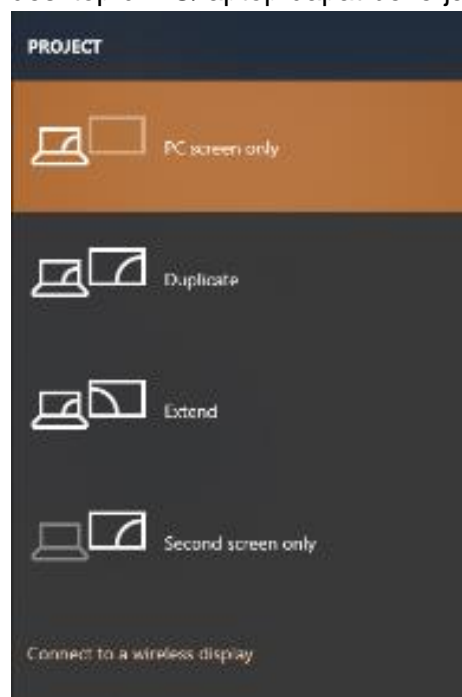 PROJECT
PC screen only
Duplicate
Extend
Second screen only
Connect to a wireless display